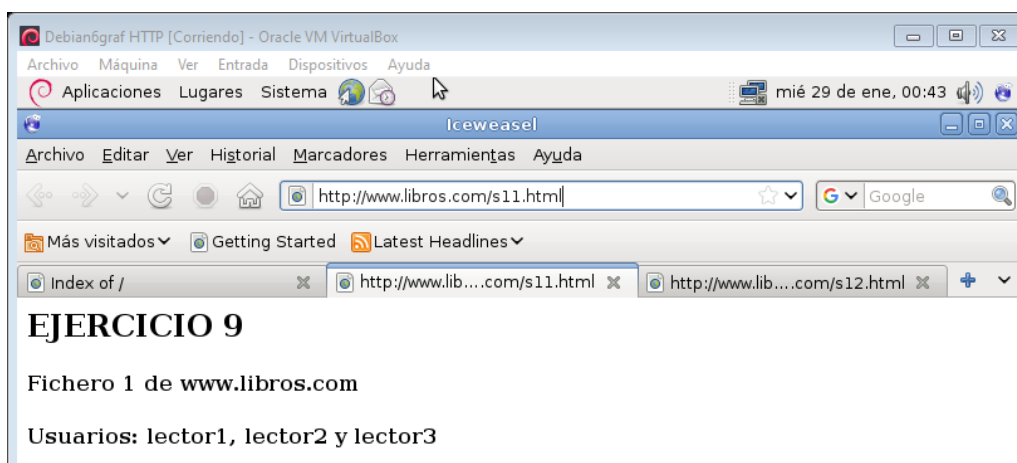 Debian6graf HTTP [Corriendo] - Oracle VM VirtualBox
Archivo Máquina Ver Entrada Dispositivos Ayuda
Aplicaciones Lugares Sistema mié 29 de ene, 00:43
Iceweasel
Archivo Editar Ver Historial Marcadores Herramientas Ayuda
http://www.libros.com/s11.html G Google
Más visitados Getting Started Latest Headlines
Index of / http://www.lib....com/s11.html http://www.lib....com/s12.html
EJERCICIO 9
Fichero 1 de www.libros.com
Usuarios: lector1, lector2 y lector3